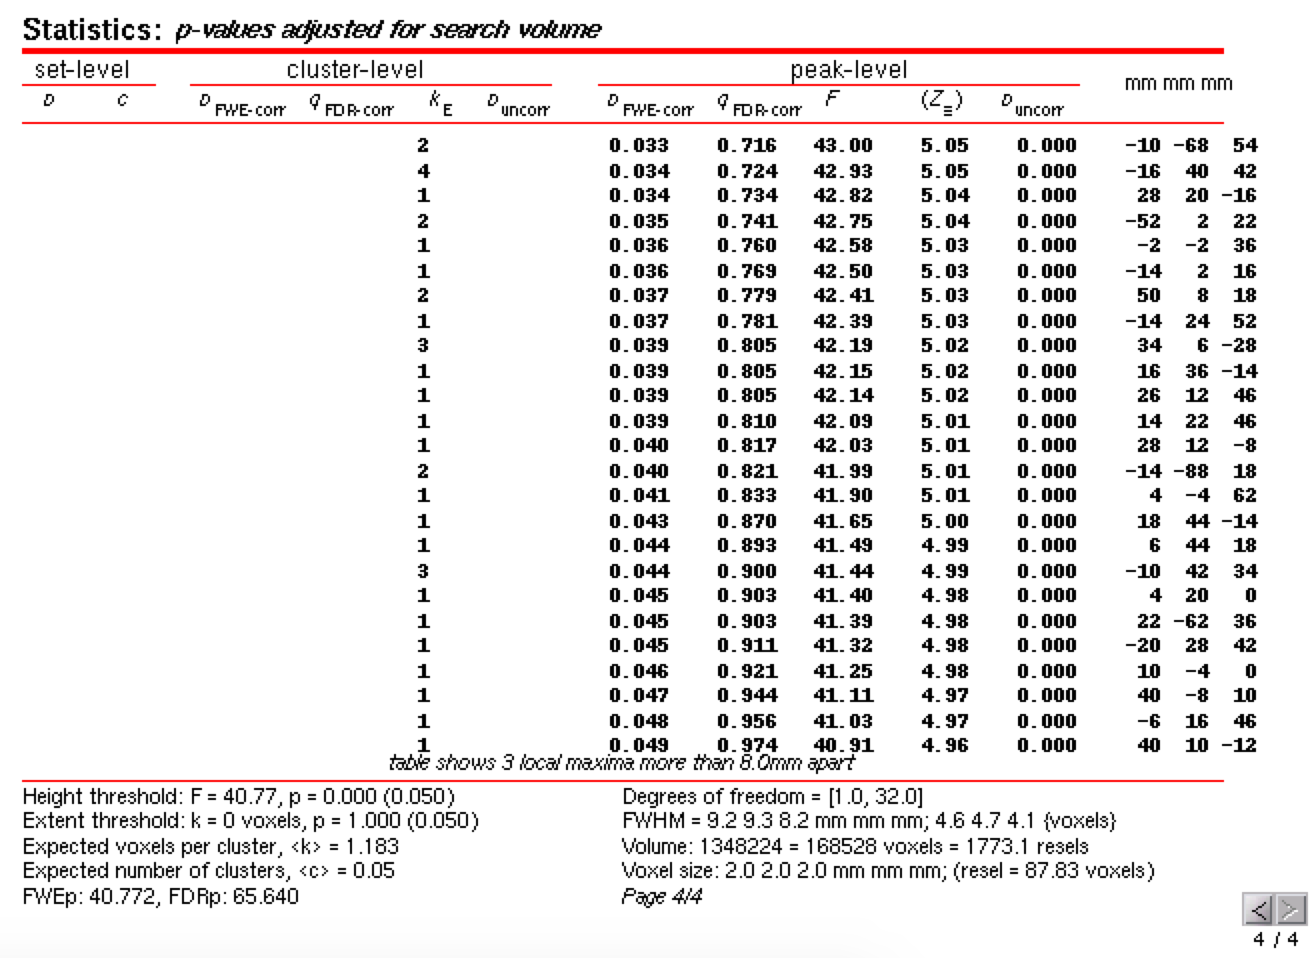 Statistics: p-values adjusted for search volume
set-level cluster-level peak-level mm mm mm
p c p FWE-corr q FDR-corr k E p uncorr p FWE-corr q FDR-corr F (Z≡) p uncorr
2 0.033 0.716 43.00 5.05 0.000 -10 -68 54
4 0.034 0.724 42.93 5.05 0.000 -16 40 42
1 0.034 0.734 42.82 5.04 0.000 28 20 -16
2 0.035 0.741 42.75 5.04 0.000 -52 2 22
1 0.036 0.760 42.58 5.03 0.000 -2 -2 36
1 0.036 0.769 42.50 5.03 0.000 -14 2 16
2 0.037 0.779 42.41 5.03 0.000 50 8 18
1 0.037 0.781 42.39 5.03 0.000 -14 24 52
3 0.039 0.805 42.19 5.02 0.000 34 6 -28
1 0.039 0.805 42.15 5.02 0.000 16 36 -14
1 0.039 0.805 42.14 5.02 0.000 26 12 46
1 0.039 0.810 42.09 5.01 0.000 14 22 46
1 0.040 0.817 42.03 5.01 0.000 28 12 -8
2 0.040 0.821 41.99 5.01 0.000 -14 -88 18
1 0.041 0.833 41.90 5.01 0.000 4 -4 62
1 0.043 0.870 41.65 5.00 0.000 18 44 -14
1 0.044 0.893 41.49 4.99 0.000 6 44 18
3 0.044 0.900 41.44 4.99 0.000 -10 42 34
1 0.045 0.903 41.40 4.98 0.000 4 20 0
1 0.045 0.903 41.39 4.98 0.000 22 -62 36
1 0.045 0.911 41.32 4.98 0.000 -20 28 42
1 0.046 0.921 41.25 4.98 0.000 10 -4 0
1 0.047 0.944 41.11 4.97 0.000 40 -8 10
1 0.048 0.956 41.03 4.97 0.000 -6 16 46
1 0.049 0.974 40.91 4.96 0.000 40 10 -12
table shows 3 local maxima more than 8.0mm apart
Height threshold: F = 40.77, p = 0.000 (0.050)
Extent threshold: k = 0 voxels, p = 1.000 (0.050)
Expected voxels per cluster, <k> = 1.183
Expected number of clusters, <c> = 0.05
FWEp: 40.772, FDRp: 65.640
Degrees of freedom = [1.0, 32.0]
FWHM = 9.2 9.3 8.2 mm mm mm; 4.6 4.7 4.1 {voxels}
Volume: 1348224 = 168528 voxels = 1773.1 resels
Voxel size: 2.0 2.0 2.0 mm mm mm; (resel = 87.83 voxels)
Page 4/4
< >
4 / 4